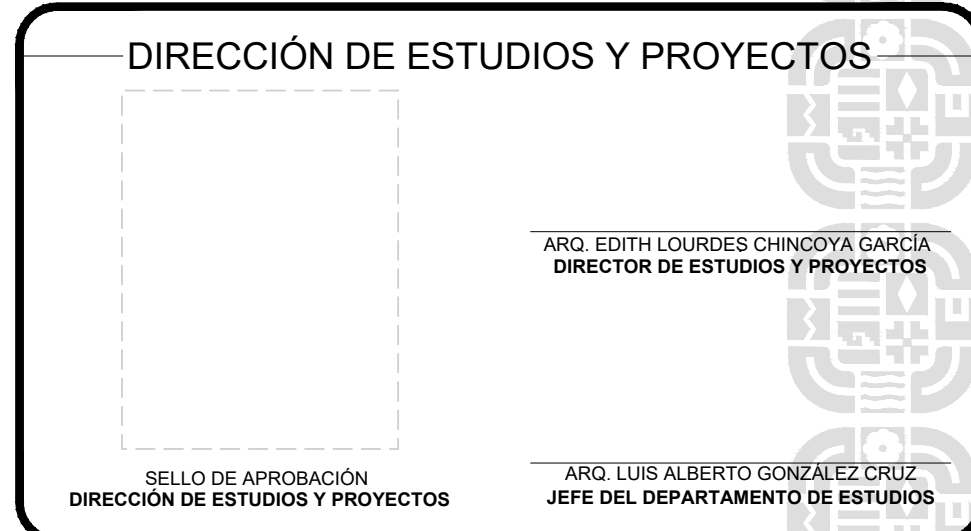 DIRECCIÓN DE ESTUDIOS Y PROYECTOS
ARQ. EDITH LOURDES CHINCOYA GARCÍA
DIRECTOR DE ESTUDIOS Y PROYECTOS
SELLO DE APROBACIÓN
DIRECCIÓN DE ESTUDIOS Y PROYECTOS
ARQ. LUIS ALBERTO GONZÁLEZ CRUZ
JEFE DEL DEPARTAMENTO DE ESTUDIOS